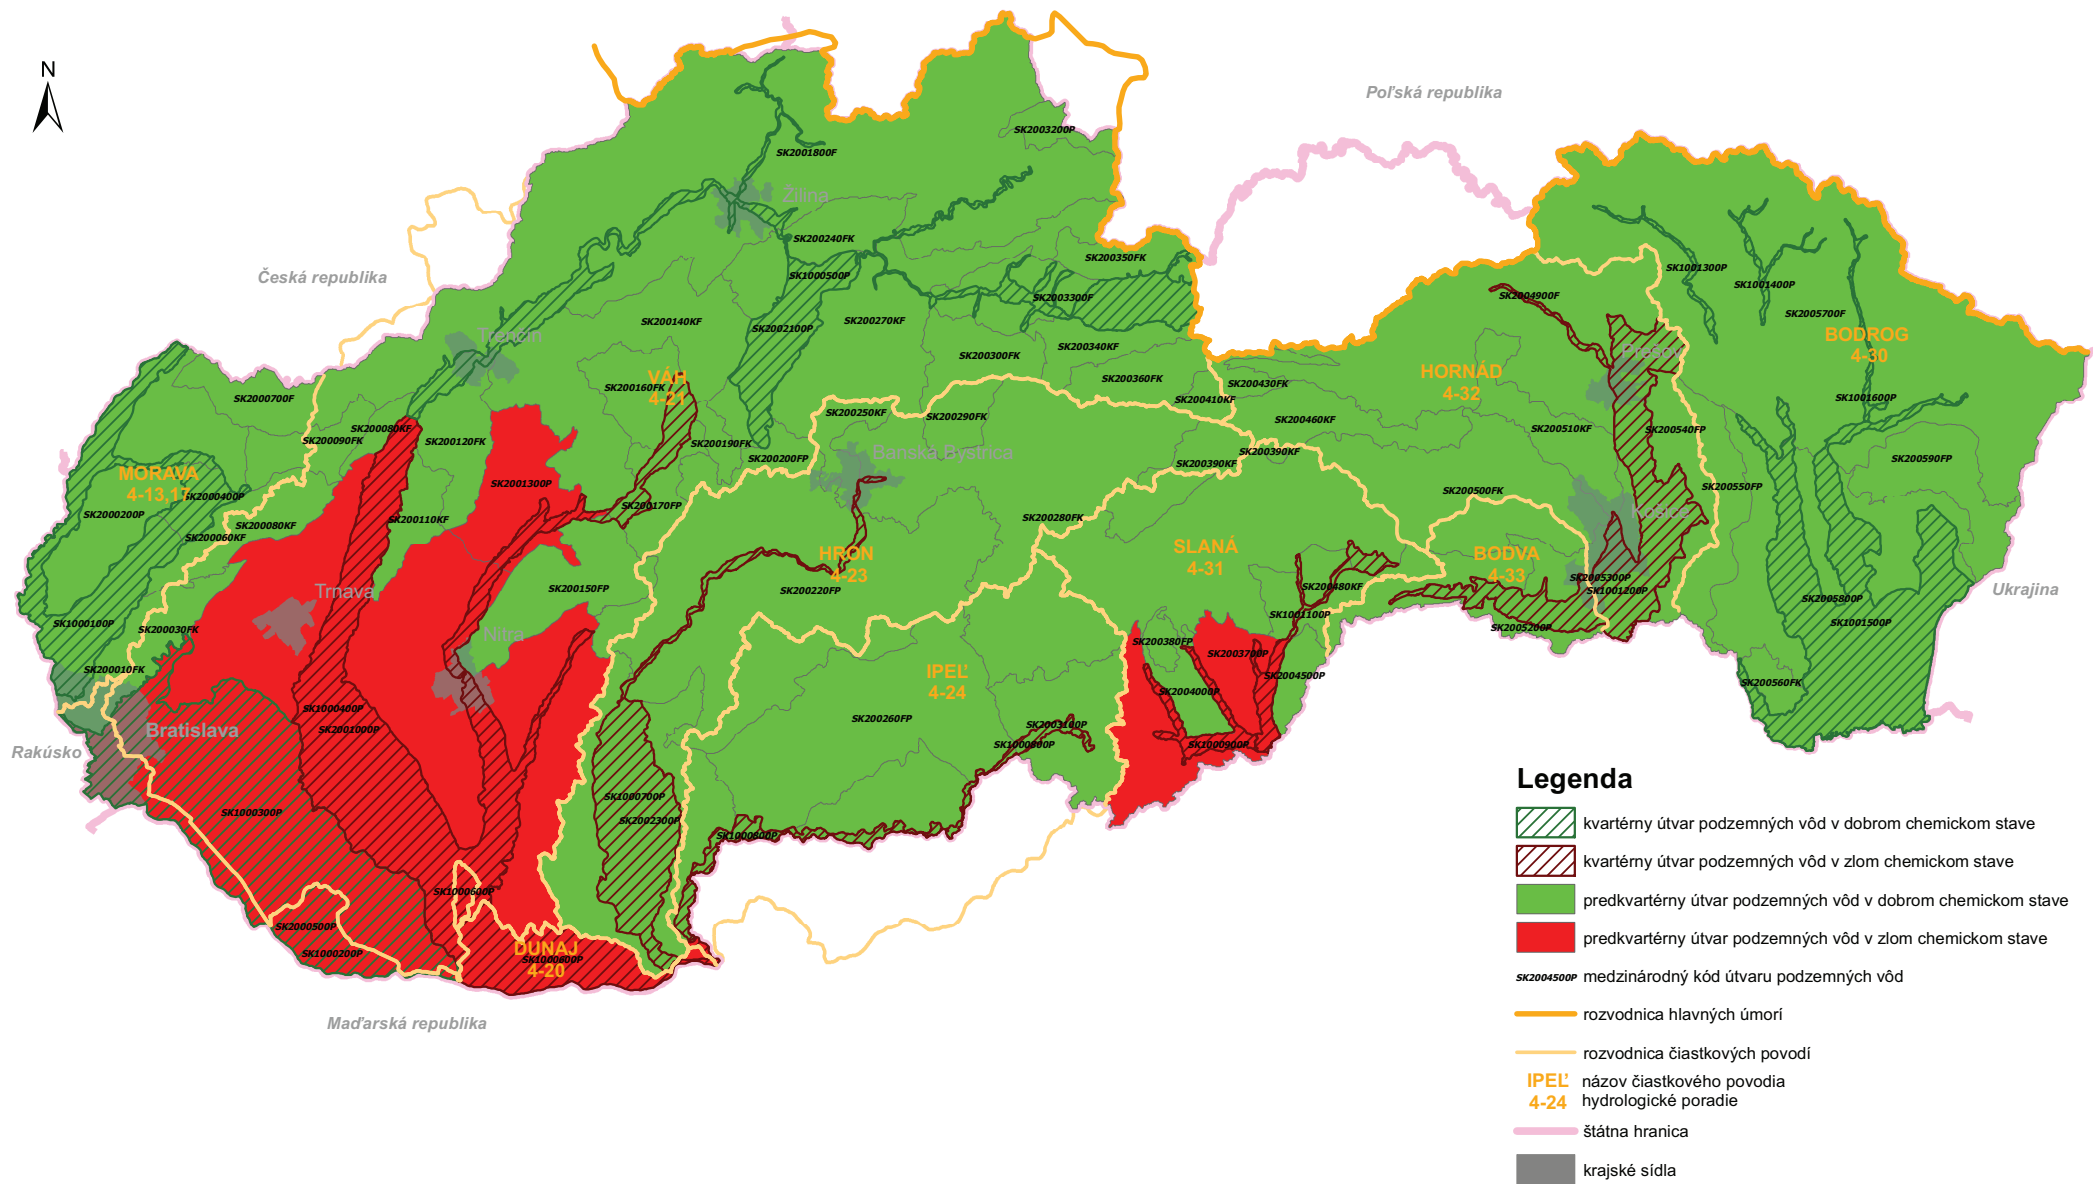 N
Poľská republika
SK2003200P
SK2001800F
Žilina
SK200240FK
SK200350FK
Česká republika
SK1000500P
SK1001300P
SK1001400P
SK2003300F
SK2004900F
SK2005700F
SK200140KF
SK2002100P
SK200270KF
BODROG
4-30
Trenčín
SK200340KF
SK200300FK
Prešov
VÁH
4-21
SK200160FK
SK200360FK
HORNÁD
4-32
SK200430FK
SK2000700F
SK200410KF
SK1001600P
SK200250KF
SK200290FK
SK200460KF
SK200080KF
SK200090FK
SK200120FK
SK200190FK
SK200510KF
SK200540FP
Banská Bystrica
SK200200FP
SK200390KF
SK200390KF
SK200590FP
MORAVA
4-13,17
SK2000400P
SK2001300P
SK200550FP
SK200500FK
SK200170FP
Košice
SK2000200P
SK200080KF
SK200110KF
SK200280FK
SK200060KF
HRON
4-23
SLANÁ
4-31
BODVA
4-33
SK2005300P
Trnava
SK200150FP
SK200220FP
SK200480KF
SK1001200P
Ukrajina
SK2005800P
SK1000100P
SK200030FK
SK1001100P
SK2005200P
SK1001500P
Nitra
SK200380FP
SK2003700P
SK200010FK
IPEĽ
4-24
SK2004500P
SK200560FK
SK2004000P
SK1000400P
SK200260FP
SK2003100P
Bratislava
SK2001000P
SK1000800P
SK1000900P
Rakúsko
SK1000700P
SK1000300P
SK2002300P
SK1000800P
SK1000600P
SK2000500P
SK1000200P
DUNAJ
4-20
SK1000600P
Maďarská republika
Legenda
kvartérny útvar podzemných vôd v dobrom chemickom stave
kvartérny útvar podzemných vôd v zlom chemickom stave
predkvartérny útvar podzemných vôd v dobrom chemickom stave
predkvartérny útvar podzemných vôd v zlom chemickom stave
SK2004500P medzinárodný kód útvaru podzemných vôd
rozvodnica hlavných úmorí
rozvodnica čiastkových povodí
IPEĽ názov čiastkového povodia
4-24 hydrologické poradie
štátna hranica
krajské sídla